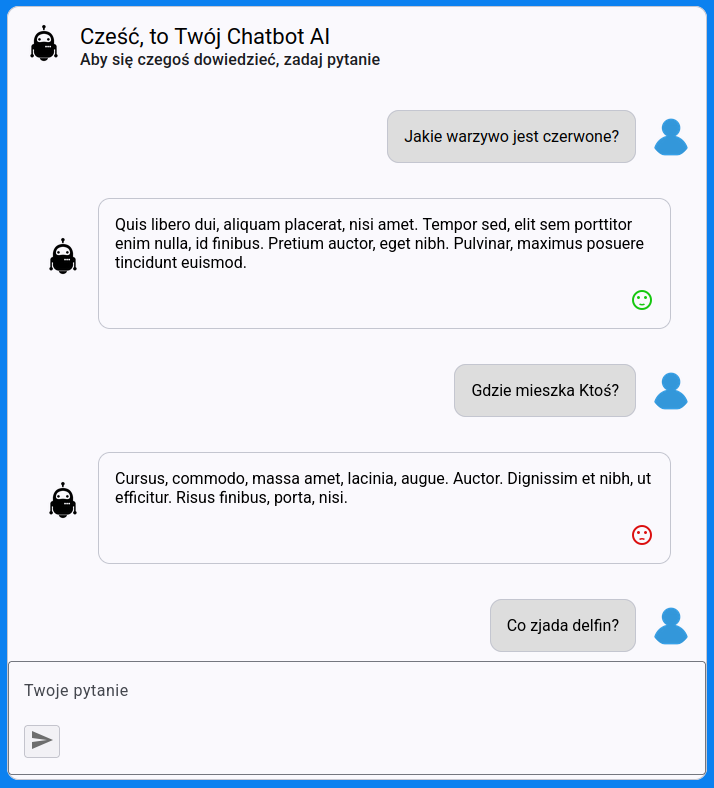 Cześć, to Twój Chatbot AI
Aby się czegoś dowiedzieć, zadaj pytanie
Jakie warzywo jest czerwone?
Quis libero dui, aliquam placerat, nisi amet. Tempor sed, elit sem porttitor
enim nulla, id finibus. Pretium auctor, eget nibh. Pulvinar, maximus posuere
tincidunt euismod.
Gdzie mieszka Ktoś?
Cursus, commodo, massa amet, lacinia, augue. Auctor. Dignissim et nibh, ut
efficitur. Risus finibus, porta, nisi.
Co zjada delfin?
Twoje pytanie